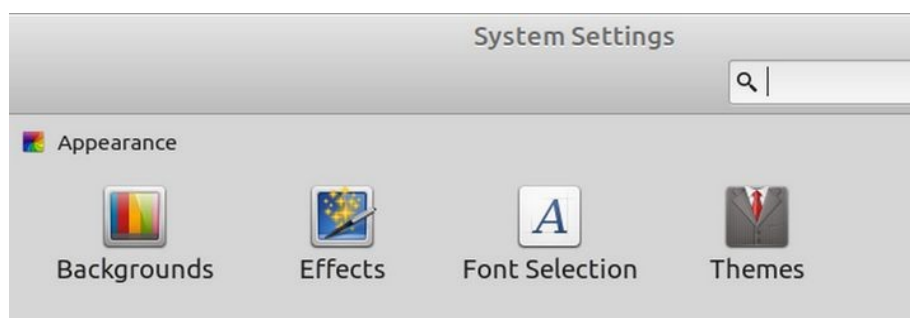 System Settings
Appearance
Backgrounds Effects Font Selection Themes